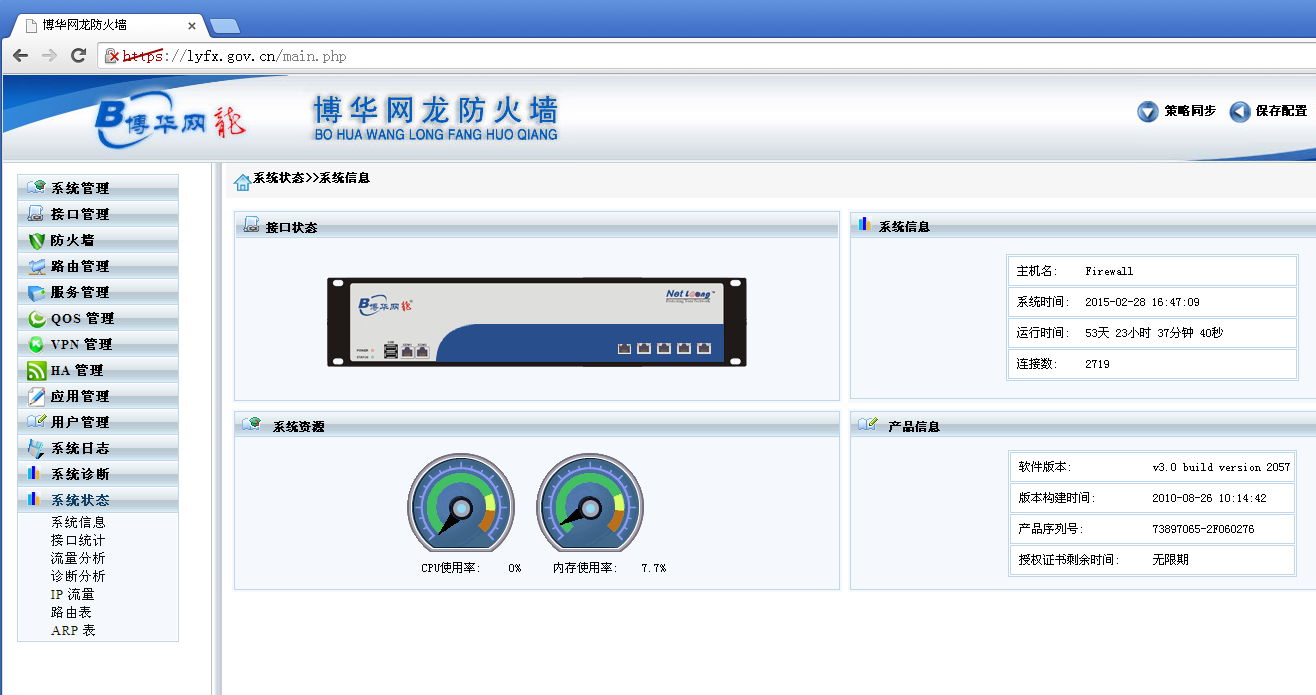 博华网龙防火墙
https://lyfx.gov.cn/main.php
B博华网龍
博华网龙防火墙
BO HUA WANG LONG FANG HUO QIANG
策略同步
保存配置
系统管理
接口管理
防火墙
路由管理
服务管理
QOS 管理
VPN 管理
HA 管理
应用管理
用户管理
系统日志
系统诊断
系统状态
系统信息
接口统计
流量分析
诊断分析
IP 流量
路由表
ARP 表
系统状态>>系统信息
接口状态
B博华网龍
Net Loong
系统信息
主机名: Firewall
系统时间: 2015-02-28 16:47:09
运行时间: 53天 23小时 37分钟 40秒
连接数: 2719
系统资源
CPU使用率: 0%
内存使用率: 7.7%
产品信息
软件版本: v3.0 build version 2057
版本构建时间: 2010-08-26 10:14:42
产品序列号: 73897065-2F060276
授权证书剩余时间: 无限期